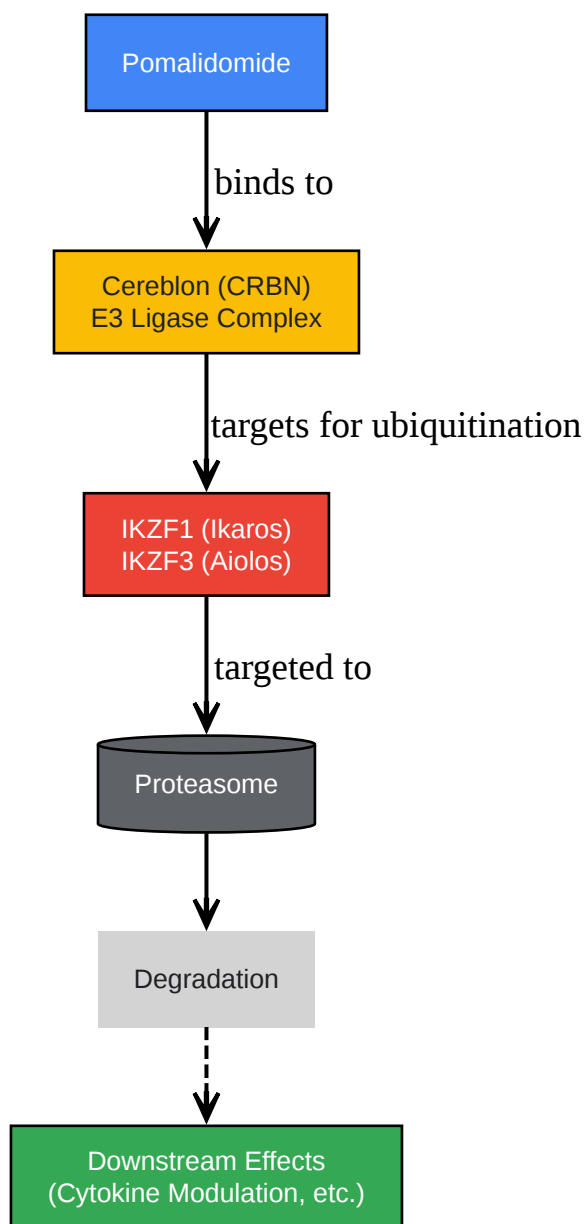 Pomalidomide
binds to
Cereblon (CRBN)
E3 Ligase Complex
targets for ubiquitination
IKZF1 (Ikaros)
IKZF3 (Aiolos)
targeted to
Proteasome
Degradation
Downstream Effects
(Cytokine Modulation, etc.)